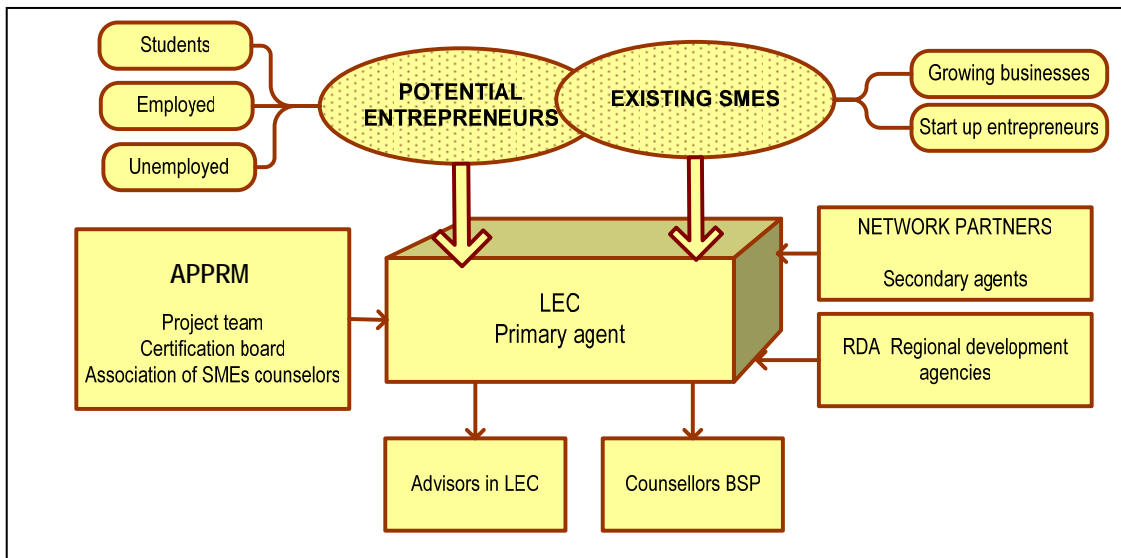 Students
Employed
Unemployed
POTENTIAL
ENTREPRENEURS
EXISTING SMES
Growing businesses
Start up entrepreneurs
APPRM
Project team
Certification board
Association of SMEs counselors
LEC
Primary agent
NETWORK PARTNERS
Secondary agents
RDA Regional development
agencies
Advisors in LEC
Counsellors BSP